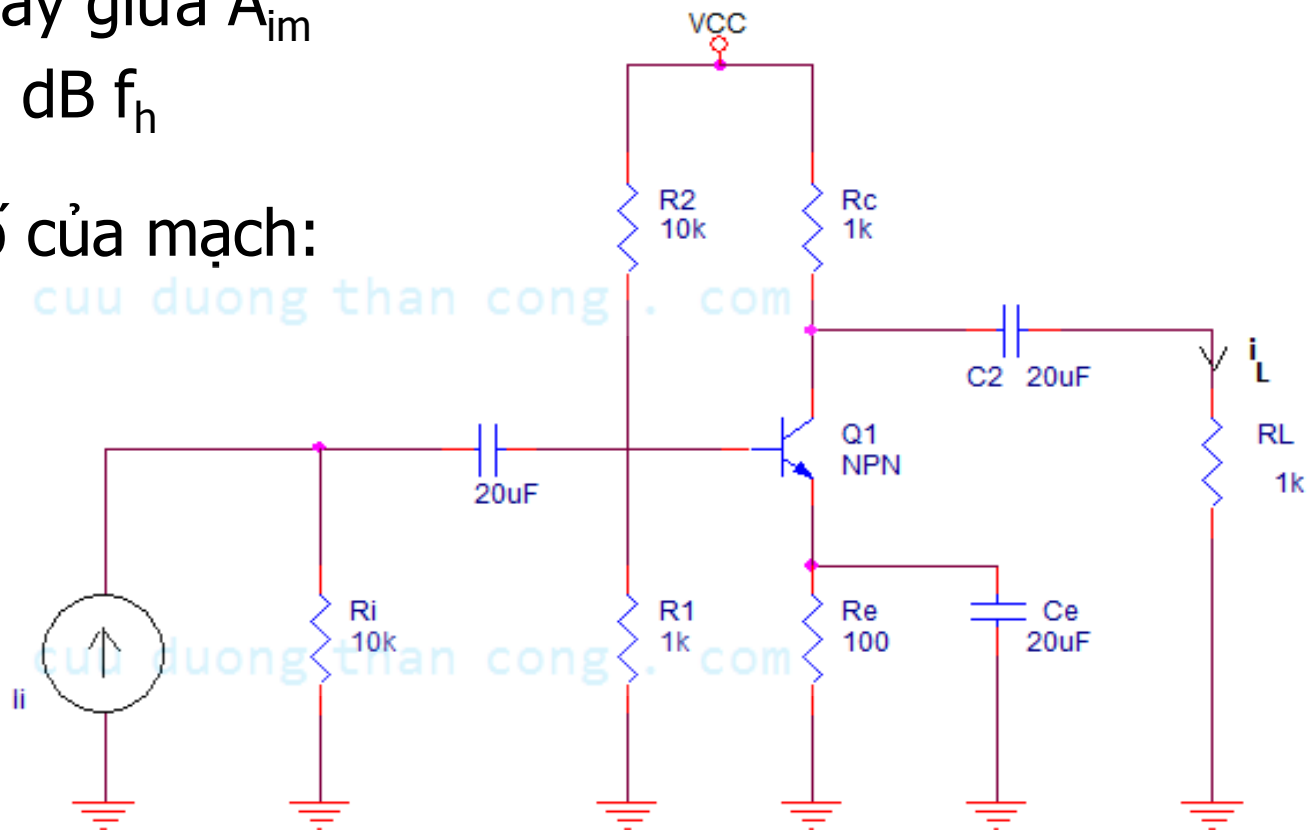 ãy giữa Aim
dB fh
ố của mạch:
cuu duong than cong . com
VCC
R2
10k
Rc
1k
C2 20uF
iL
RL
1k
Q1
NPN
20uF
Ri
10k
R1
1k
Re
100
Ce
20uF
cuu duong than cong . com
Ii